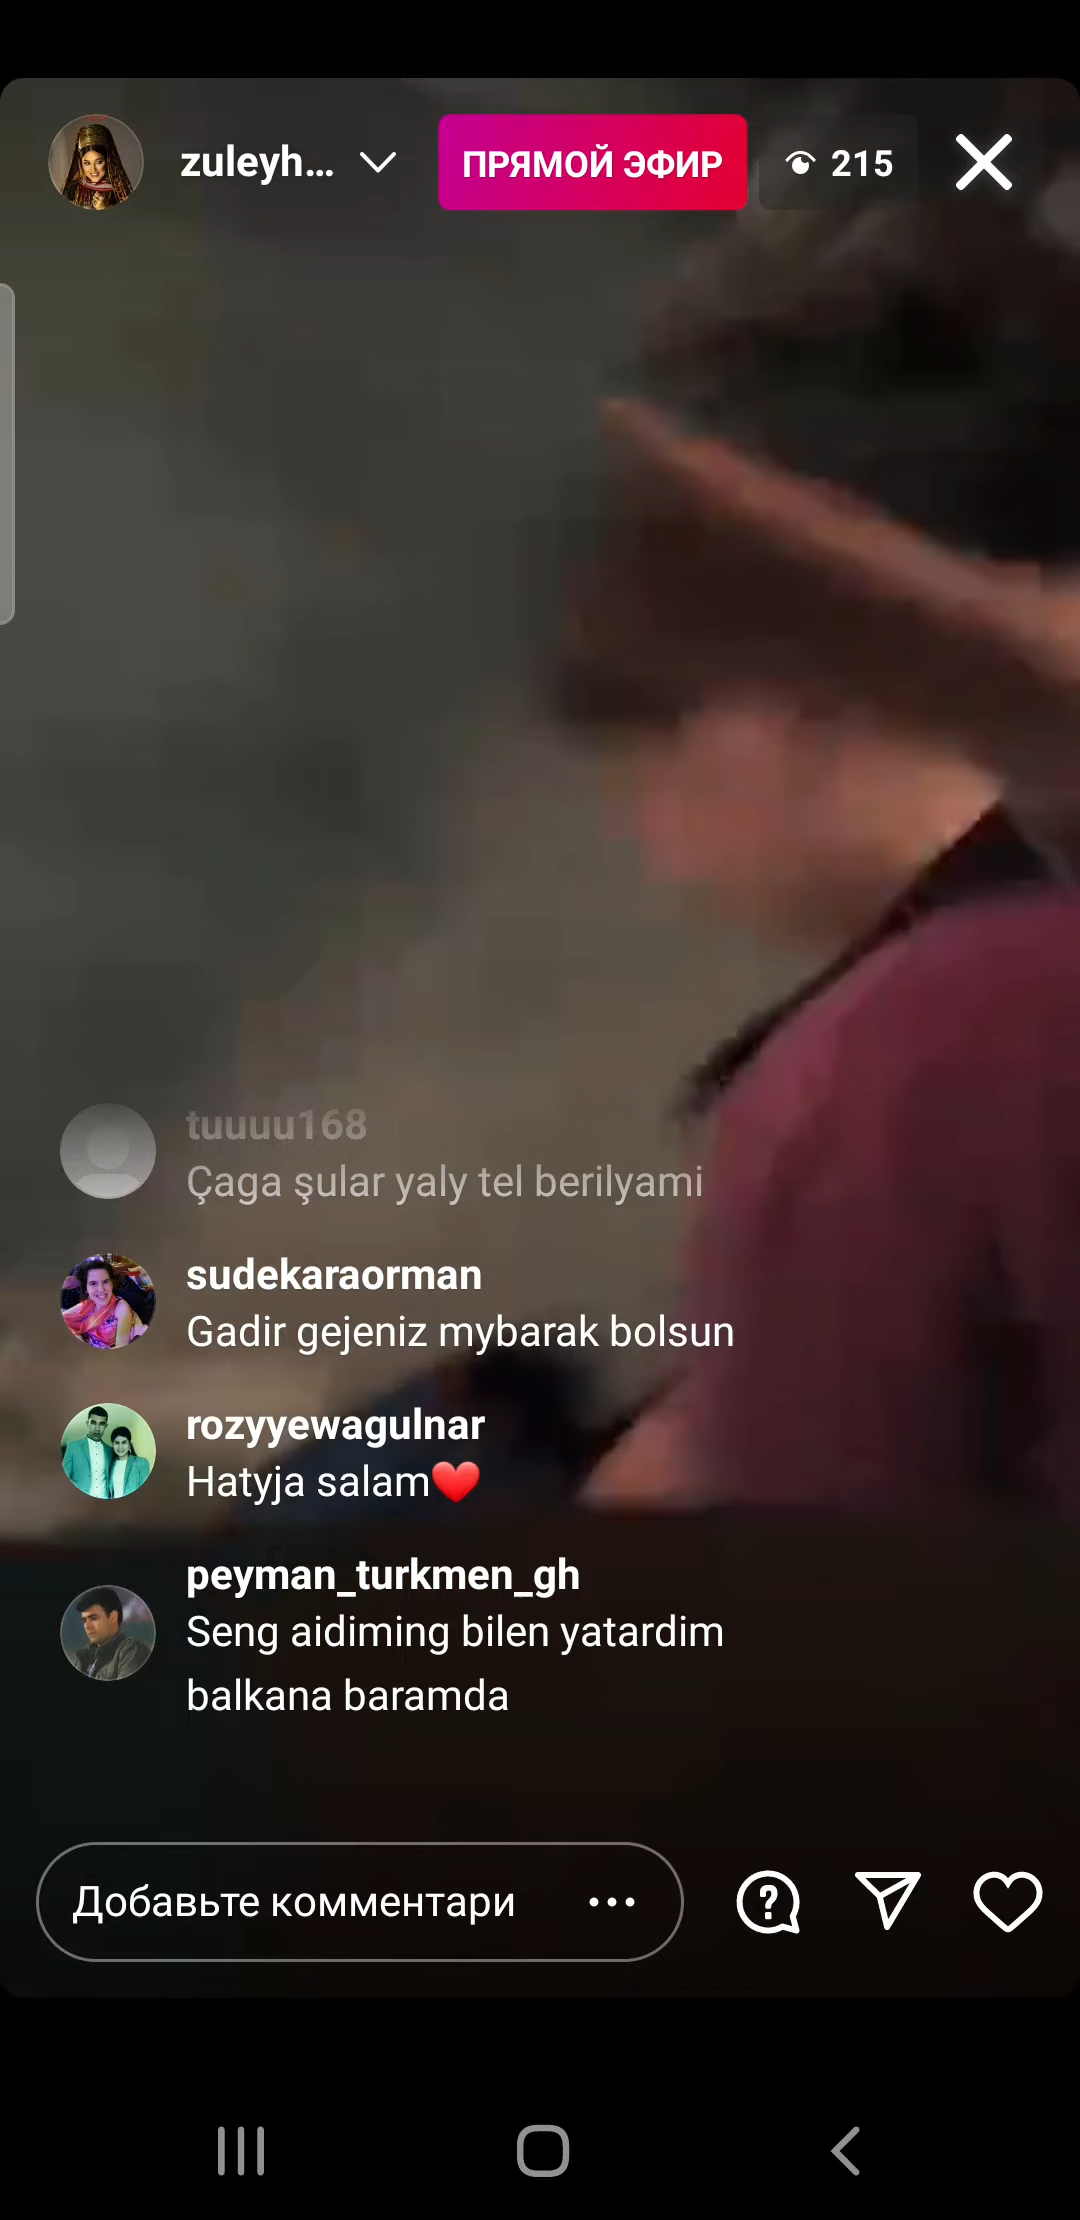 zuleyh...
ПРЯМОЙ ЭФИР
215
tuuuu168
Çaga şular yaly tel berilyami
sudekaraorman
Gadir gejeniz mybarak bolsun
rozyyewagulnar
Hatyja salam❤️
peyman_turkmen_gh
Seng aidiming bilen yatardim
balkana baramda
Добавьте комментари